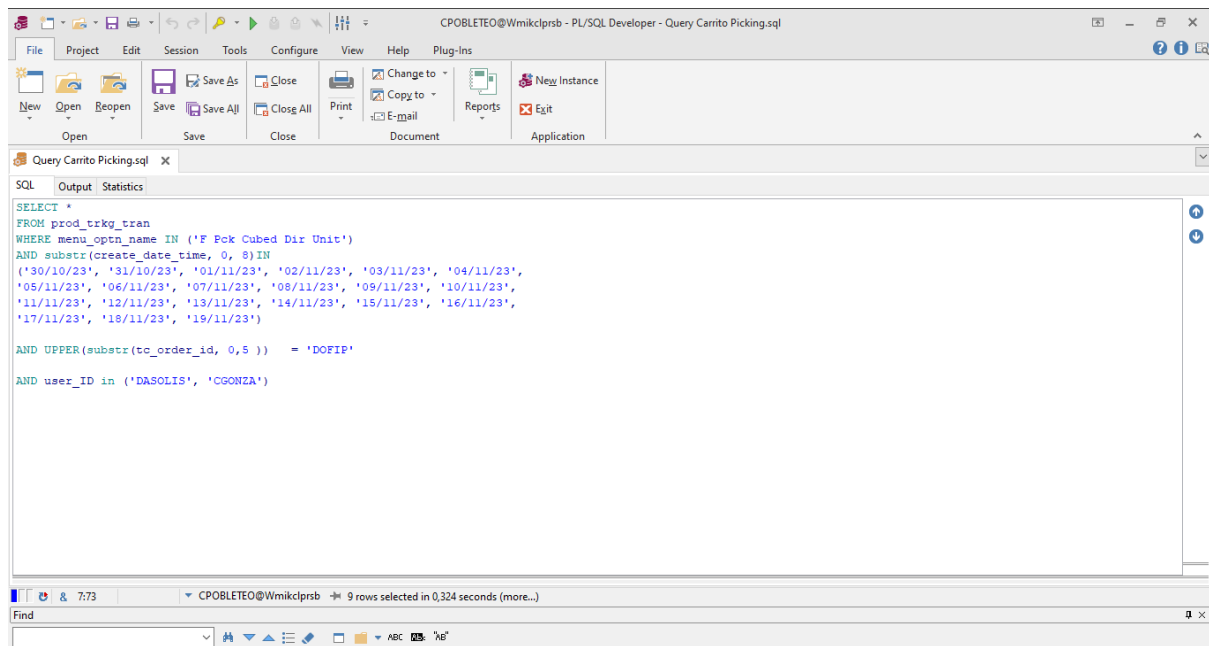 CPOBLETEO@Wmikclprsb - PL/SQL Developer - Query Carrito Picking.sql
File Project Edit Session Tools Configure View Help Plug-Ins
New Open Reopen Save Save As Save All Close Close All Print Change to Copy to E-mail Reports New Instance Exit
Open Save Close Document Application
Query Carrito Picking.sql
SQL Output Statistics
SELECT *
FROM prod_trkg_tran
WHERE menu_optn_name IN ('F Pck Cubed Dir Unit')
AND substr(create_date_time, 0, 8)IN
('30/10/23', '31/10/23', '01/11/23', '02/11/23', '03/11/23', '04/11/23',
'05/11/23', '06/11/23', '07/11/23', '08/11/23', '09/11/23', '10/11/23',
'11/11/23', '12/11/23', '13/11/23', '14/11/23', '15/11/23', '16/11/23',
'17/11/23', '18/11/23', '19/11/23')
AND UPPER(substr(tc_order_id, 0,5 )) = 'DOFIP'
AND user_ID in ('DASOLIS', 'CGONZA')
& 7:73 CPOBLETEO@Wmikclprsb 9 rows selected in 0,324 seconds (more...)
Find
ABC AB "AB"